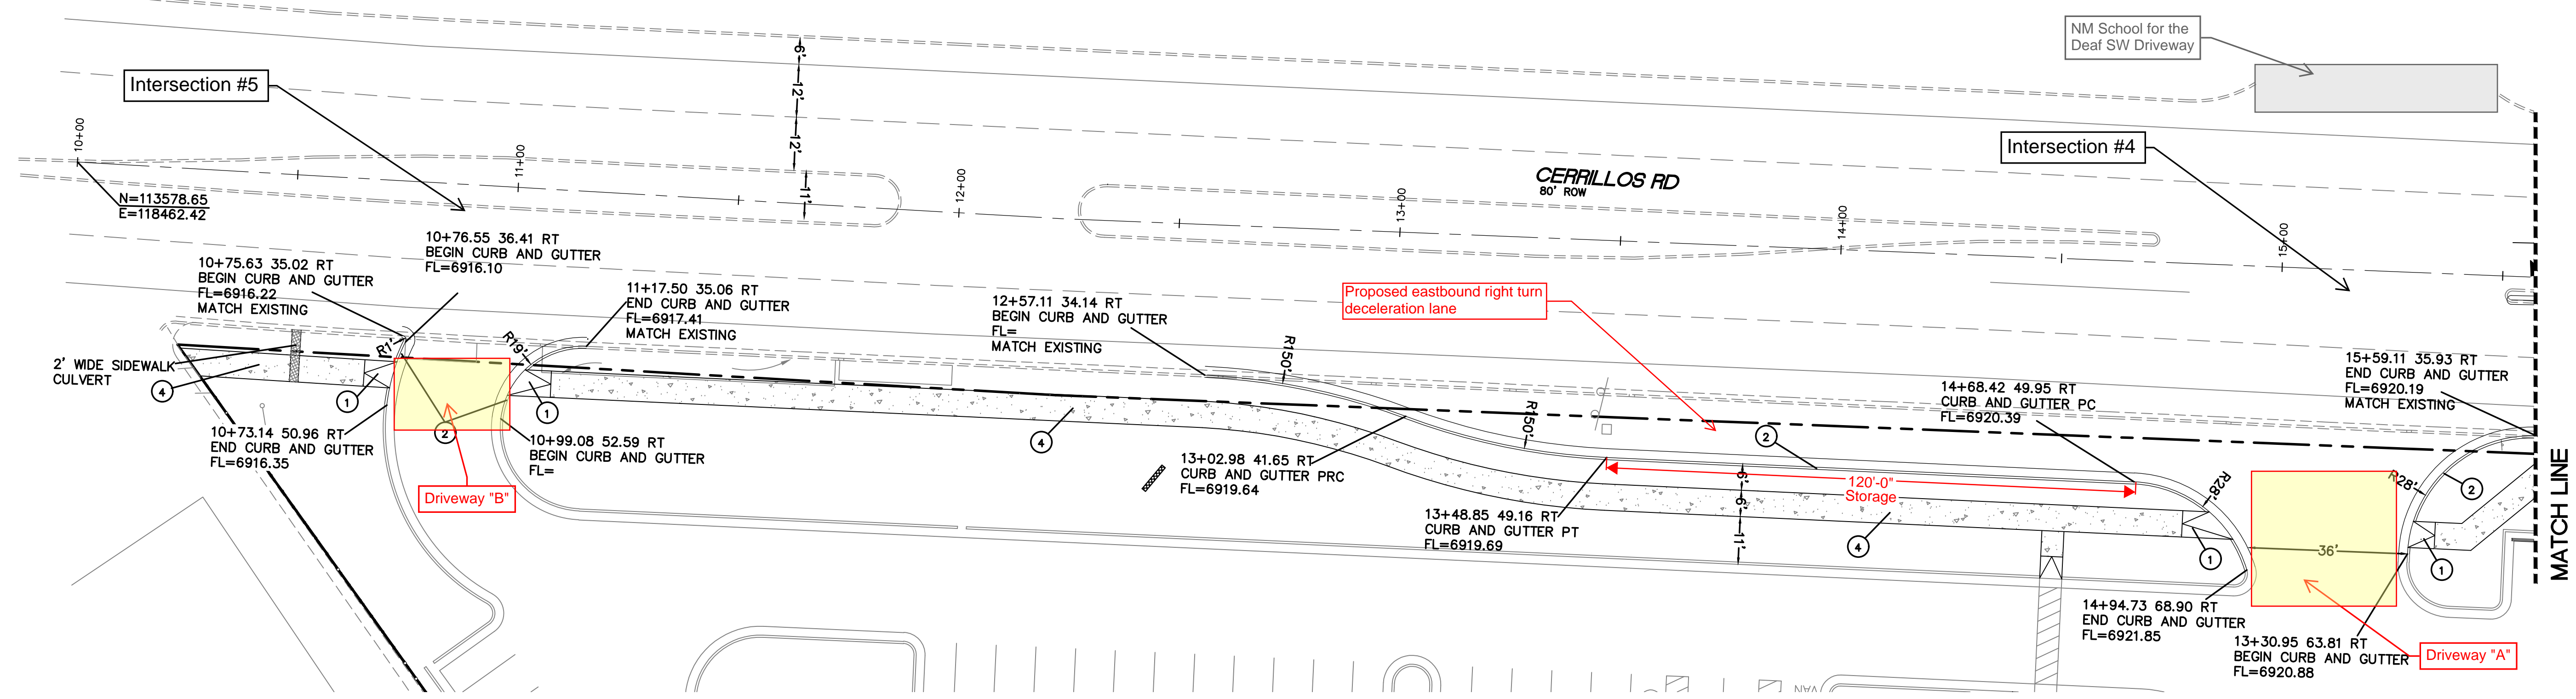 NM School for the
Deaf SW Driveway
Intersection #5
Intersection #4
6'
12'
12'
11'
10+00
11+00
12+00
13+00
14+00
15+00
CERRILLOS RD
80' ROW
N=113578.65
E=118462.42
10+76.55 36.41 RT
BEGIN CURB AND GUTTER
FL=6916.10
10+75.63 35.02 RT
BEGIN CURB AND GUTTER
FL=6916.22
MATCH EXISTING
11+17.50 35.06 RT
END CURB AND GUTTER
FL=6917.41
MATCH EXISTING
12+57.11 34.14 RT
BEGIN CURB AND GUTTER
FL=
MATCH EXISTING
Proposed eastbound right turn
deceleration lane
15+59.11 35.93 RT
END CURB AND GUTTER
FL=6920.19
MATCH EXISTING
14+68.42 49.95 RT
CURB AND GUTTER PC
FL=6920.39
2' WIDE SIDEWALK
CULVERT
4
1
R1'
R19'
R150'
R150'
R28'
R28'
2
1
4
2
10+73.14 50.96 RT
END CURB AND GUTTER
FL=6916.35
10+99.08 52.59 RT
BEGIN CURB AND GUTTER
FL=
Driveway "B"
13+02.98 41.65 RT
CURB AND GUTTER PRC
FL=6919.64
13+48.85 49.16 RT
CURB AND GUTTER PT
FL=6919.69
120'-0"
Storage
6'
6'
11'
4
1
2
1
36'
14+94.73 68.90 RT
END CURB AND GUTTER
FL=6921.85
13+30.95 63.81 RT
BEGIN CURB AND GUTTER
FL=6920.88
Driveway "A"
MATCH LINE
VAN